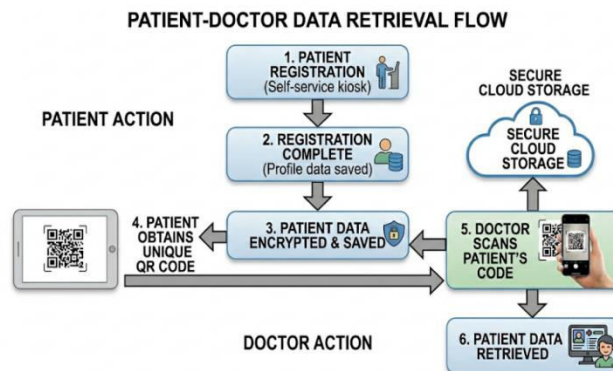 PATIENT-DOCTOR DATA RETRIEVAL FLOW
1. PATIENT
REGISTRATION
(Self-service kiosk)
PATIENT ACTION
2. REGISTRATION
COMPLETE
(Profile data saved)
SECURE
CLOUD STORAGE
SECURE
CLOUD
STORAGE
3. PATIENT DATA
ENCRYPTED & SAVED
4. PATIENT
OBTAINS
UNIQUE
QR CODE
5. DOCTOR
SCANS
PATIENT'S
CODE
DOCTOR ACTION
6. PATIENT DATA
RETRIEVED